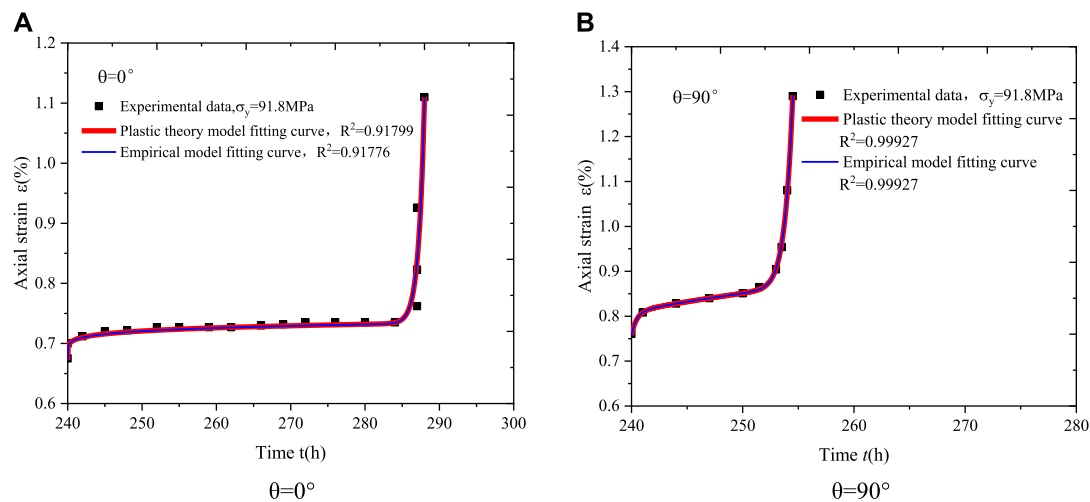 A
θ=0°
Experimental data,σy=91.8MPa
Plastic theory model fitting curve，R²=0.91799
Empirical model fitting curve，R²=0.91776
1.2
1.1
1.0
0.9
0.8
0.7
0.6
Axial strain ε(%)
240 250 260 270 280 290 300
Time t(h)
θ=0°
B
θ=90°
Experimental data，σy=91.8MPa
Plastic theory model fitting curve
R²=0.99927
Empirical model fitting curve
R²=0.99927
1.4
1.3
1.2
1.1
1.0
0.9
0.8
0.7
0.6
Axial strain ε(%)
240 250 260 270 280
Time t(h)
θ=90°